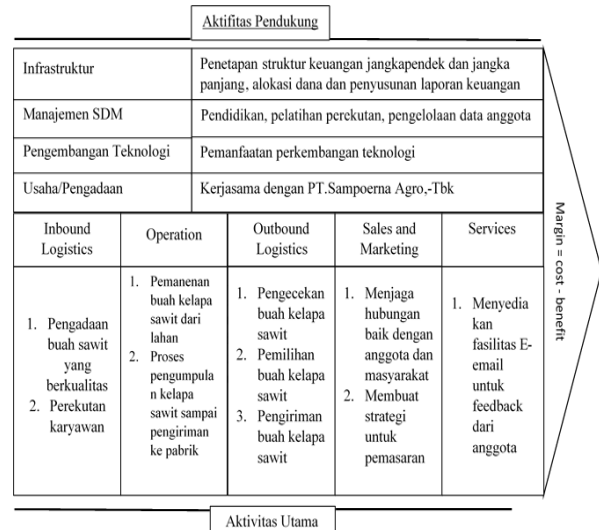 Aktifitas Pendukung
Infrastruktur
Penetapan struktur keuangan jangkapendek dan jangka
panjang, alokasi dana dan penyusunan laporan keuangan
Manajemen SDM
Pendidikan, pelatihan perekutan, pengelolaan data anggota
Pengembangan Teknologi
Pemanfaatan perkembangan teknologi
Usaha/Pengadaan
Kerjasama dengan PT.Sampoerna Agro,-Tbk
Inbound
Logistics
Operation
Outbound
Logistics
Sales and
Marketing
Services
1. Pengadaan
buah sawit
yang
berkualitas
2. Perekutan
karyawan
1. Pemanenan
buah kelapa
sawit dari
lahan
2. Proses
pengumpula
n kelapa
sawit sampai
pengiriman
ke pabrik
1. Pengecekan
buah kelapa
sawit
2. Pemilihan
buah kelapa
sawit
3. Pengiriman
buah kelapa
sawit
1. Menjaga
hubungan
baik dengan
anggota dan
masyarakat
2. Membuat
strategi
untuk
pemasaran
1. Menyedia
kan
fasilitas E-
email
untuk
feedback
dari
anggota
Margin = cost - benefit
Aktivitas Utama